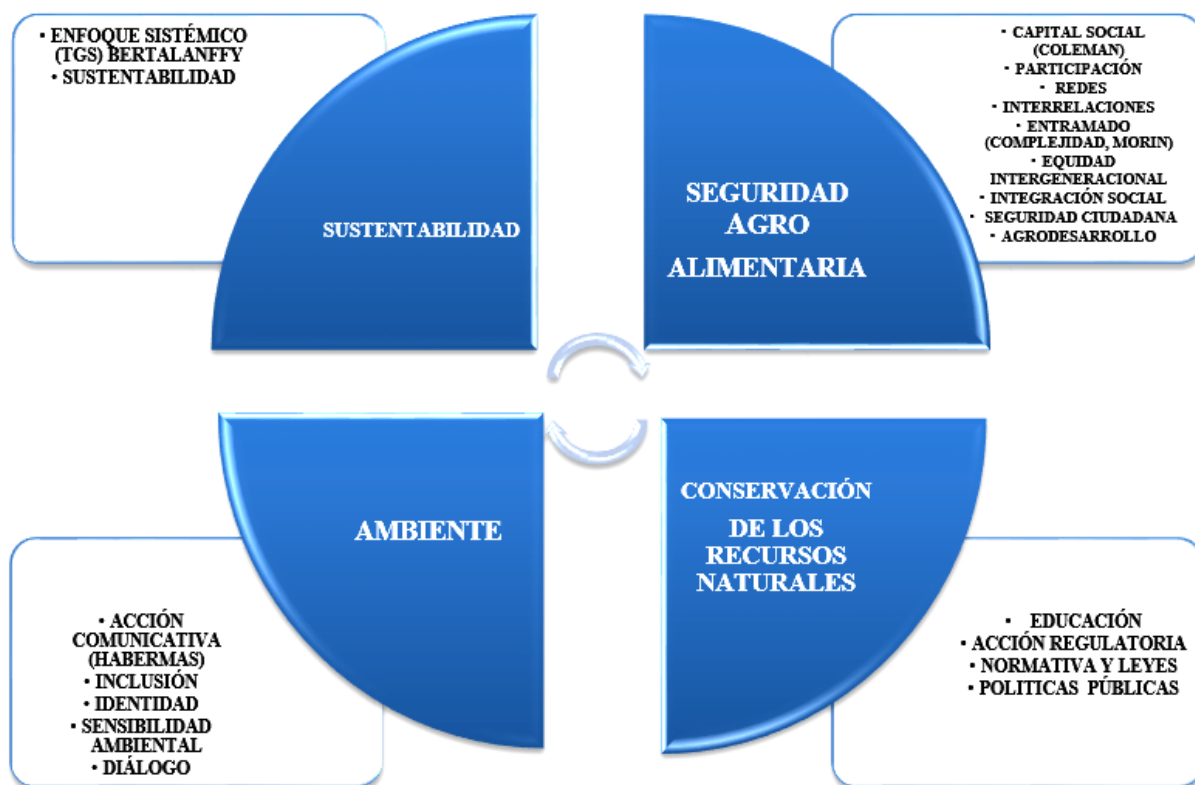 • ENFOQUE SISTÉMICO
(TGS) BERTALANFFY
• SUSTENTABILIDAD
SUSTENTABILIDAD
SEGURIDAD
AGRO
ALIMENTARIA
• CAPITAL SOCIAL
(COLEMAN)
• PARTICIPACIÓN
• REDES
• INTERRELACIONES
• ENTRAMADO
(COMPLEJIDAD, MORIN)
• EQUIDAD
INTERGENERACIONAL
• INTEGRACIÓN SOCIAL
• SEGURIDAD CIUDADANA
• AGRODESARROLLO
AMBIENTE
• ACCIÓN
COMUNICATIVA
(HABERMAS)
• INCLUSIÓN
• IDENTIDAD
• SENSIBILIDAD
AMBIENTAL
• DIÁLOGO
CONSERVACIÓN
DE LOS
RECURSOS
NATURALES
• EDUCACIÓN
• ACCIÓN REGULATORIA
• NORMATIVA Y LEYES
• POLITICAS PÚBLICAS